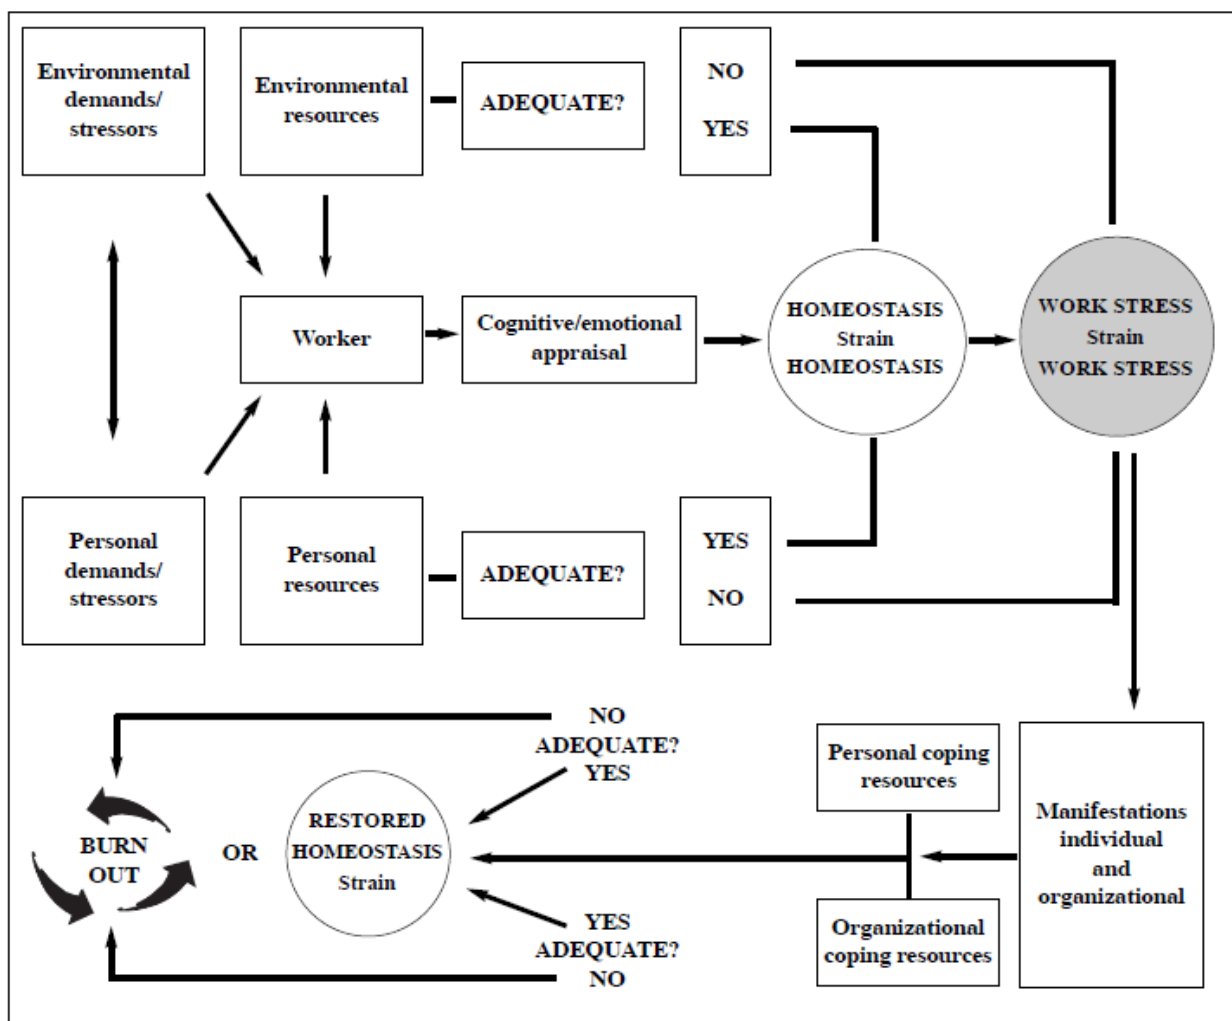 Environmental
demands/
stressors
Environmental
resources
ADEQUATE?
NO
YES
Worker
Cognitive/emotional
appraisal
HOMEOSTASIS
Strain
HOMEOSTASIS
WORK STRESS
Strain
WORK STRESS
Personal
demands/
stressors
Personal
resources
ADEQUATE?
YES
NO
NO
ADEQUATE?
YES
BURN
OUT
OR
RESTORED
HOMEOSTASIS
Strain
YES
ADEQUATE?
NO
Personal coping
resources
Organizational
coping resources
Manifestations
individual
and
organizational